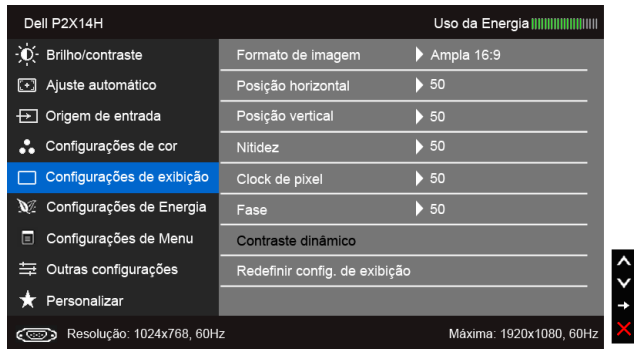 Dell P2X14H Uso da Energia
Brilho/contraste Formato de imagem Ampla 16:9
Ajuste automático Posição horizontal 50
Origem de entrada Posição vertical 50
Configurações de cor Nitidez 50
Configurações de exibição Clock de pixel 50
Configurações de Energia Fase 50
Configurações de Menu Contraste dinâmico
Outras configurações Redefinir config. de exibição
Personalizar
Resolução: 1024x768, 60Hz Máxima: 1920x1080, 60Hz